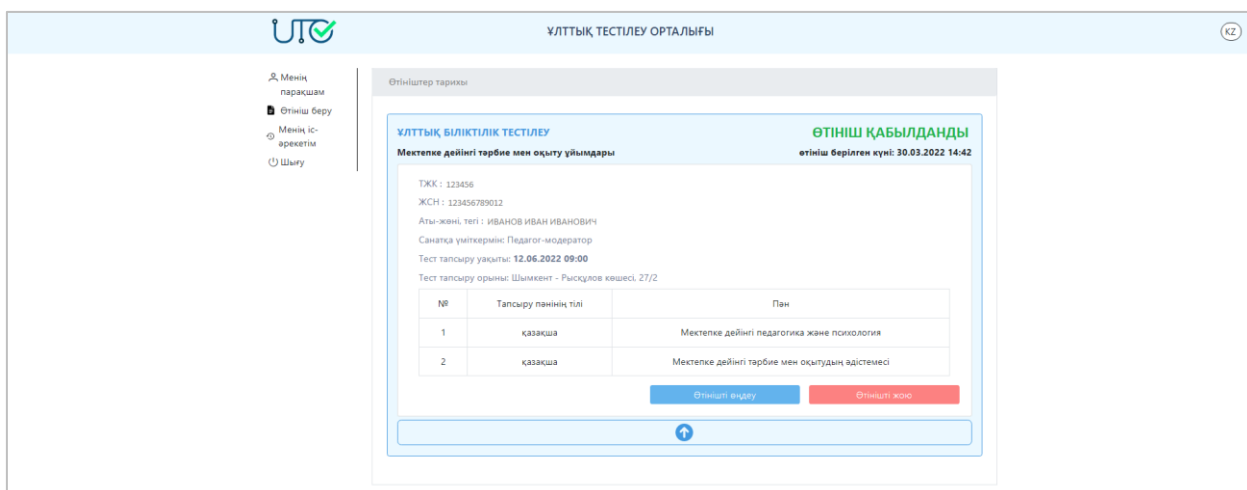 UTO
ҰЛТТЫҚ ТЕСТІЛЕУ ОРТАЛЫҒЫ
KZ
Менің
парақшам
Өтініш беру
Менің іс-
әрекетім
Шығу
Өтініштер тарихы
ҰЛТТЫҚ БІЛІКТІЛІК ТЕСТІЛЕУ
ӨТІНІШ ҚАБЫЛДАНДЫ
Мектепке дейінгі тәрбие мен оқыту ұйымдары
өтініш берілген күні: 30.03.2022 14:42
ТЖК : 123456
ЖСН : 123456789012
Аты-жөні, тегі : ИВАНОВ ИВАН ИВАНОВИЧ
Санатқа үміткермін: Педагог-модератор
Тест тапсыру уақыты: 12.06.2022 09:00
Тест тапсыру орыны: Шымкент - Рысқұлов көшесі, 27/2
№ Тапсыру пәнінің тілі Пән
1 қазақша Мектепке дейінгі педагогика және психология
2 қазақша Мектепке дейінгі тәрбие мен оқытудың әдістемесі
Өтінішті өңдеу
Өтінішті жою